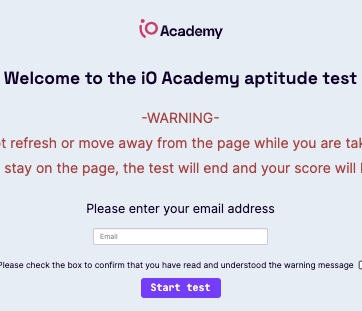 iO Academy
Welcome to the iO Academy aptitude test
-WARNING-
refresh or move away from the page while you are
stay on the page, the test will end and your score will
Please enter your email address
Email
Please check the box to confirm that you have read and understood the warning message
Start test